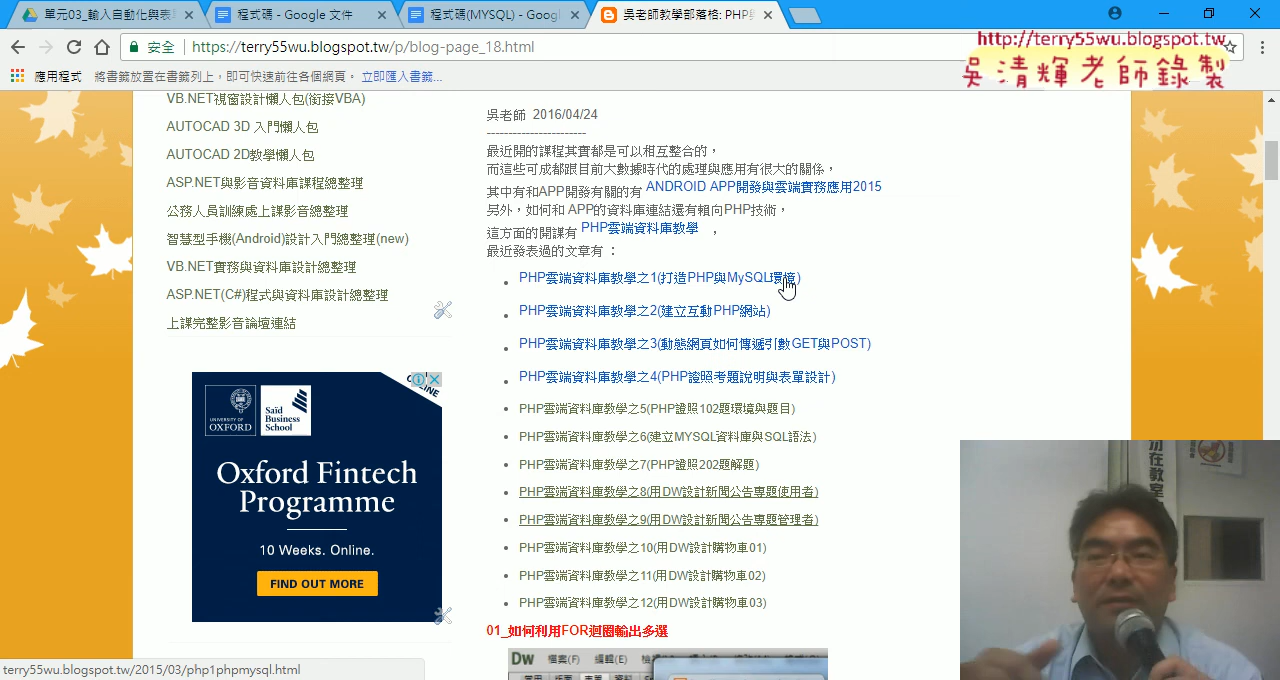 單元03_輸入自動化與表單
程式碼 - Google 文件
程式碼(MYSQL) - Goog
吳老師教學部落格: PHP
安全
https://terry55wu.blogspot.tw/p/blog-page_18.html
http://terry55wu.blogspot.tw
吳清輝老師錄製
應用程式
將書籤放置在書籤列上，即可快速前往各個網頁。
立即匯入書籤...
VB.NET視窗設計懶人包(銜接VBA)
AUTOCAD 3D 入門懶人包
AUTOCAD 2D教學懶人包
ASP.NET與影音資料庫課程總整理
公務人員訓練處上課影音總整理
智慧型手機(Android)設計入門總整理(new)
VB.NET實務與資料庫設計總整理
ASP.NET(C#)程式與資料庫設計總整理
上課完整影音論壇連結
ONLINE
UNIVERSITY OF OXFORD
Saïd Business School
Oxford Fintech
Programme
10 Weeks. Online.
FIND OUT MORE
吳老師 2016/04/24
-----------------------
最近開的課程其實都是可以相互整合的，
而這些可成都跟目前大數據時代的處理與應用有很大的關係，
其中有和APP開發有關的有 ANDROID APP開發與雲端實務應用2015
另外，如何和 APP的資料庫連結還有賴向PHP技術，
這方面的開課有 PHP雲端資料庫教學 ，
最近發表過的文章有：
PHP雲端資料庫教學之1(打造PHP與MySQL環境)
PHP雲端資料庫教學之2(建立互動PHP網站)
PHP雲端資料庫教學之3(動態網頁如何傳遞引數GET與POST)
PHP雲端資料庫教學之4(PHP證照考題說明與表單設計)
PHP雲端資料庫教學之5(PHP證照102題環境與題目)
PHP雲端資料庫教學之6(建立MYSQL資料庫與SQL語法)
PHP雲端資料庫教學之7(PHP證照202題解題)
PHP雲端資料庫教學之8(用DW設計新聞公告專題使用者)
PHP雲端資料庫教學之9(用DW設計新聞公告專題管理者)
PHP雲端資料庫教學之10(用DW設計購物車01)
PHP雲端資料庫教學之11(用DW設計購物車02)
PHP雲端資料庫教學之12(用DW設計購物車03)
01_如何利用FOR迴圈輸出多選
Dw 檔案(F) 編輯(E)
勿在教室
terry55wu.blogspot.tw/2015/03/php1phpmysql.html